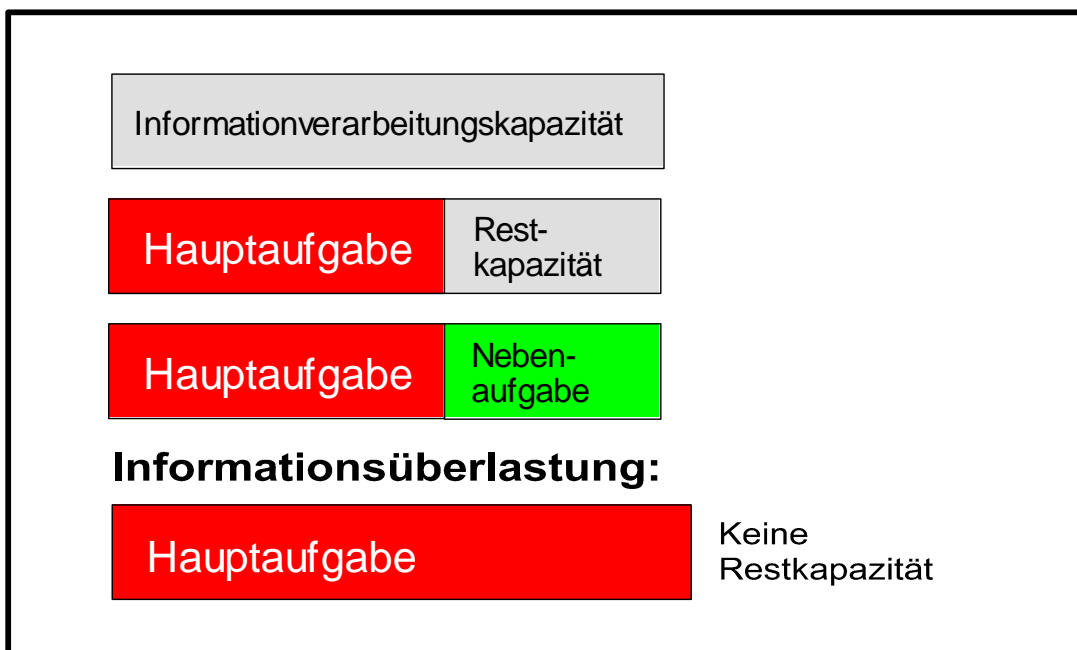 Informationverarbeitungskapazität
Hauptaufgabe
Rest-
kapazität
Hauptaufgabe
Neben-
aufgabe
Informationsüberlastung:
Hauptaufgabe
Keine
Restkapazität